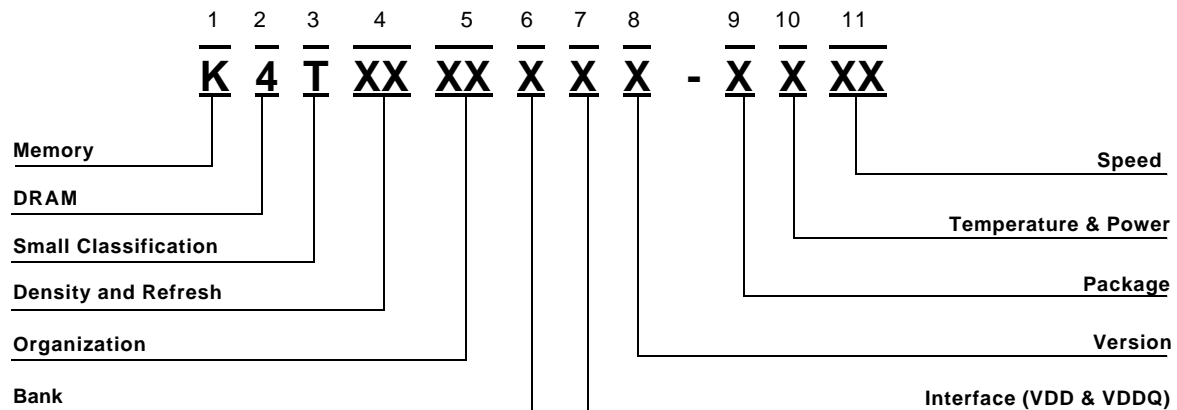 1 2 3 4 5 6 7 8 9 10 11
K 4 T XX XX X X X - X X XX
Memory
Speed
DRAM
Temperature & Power
Small Classification
Density and Refresh
Package
Organization
Version
Bank
Interface (VDD & VDDQ)